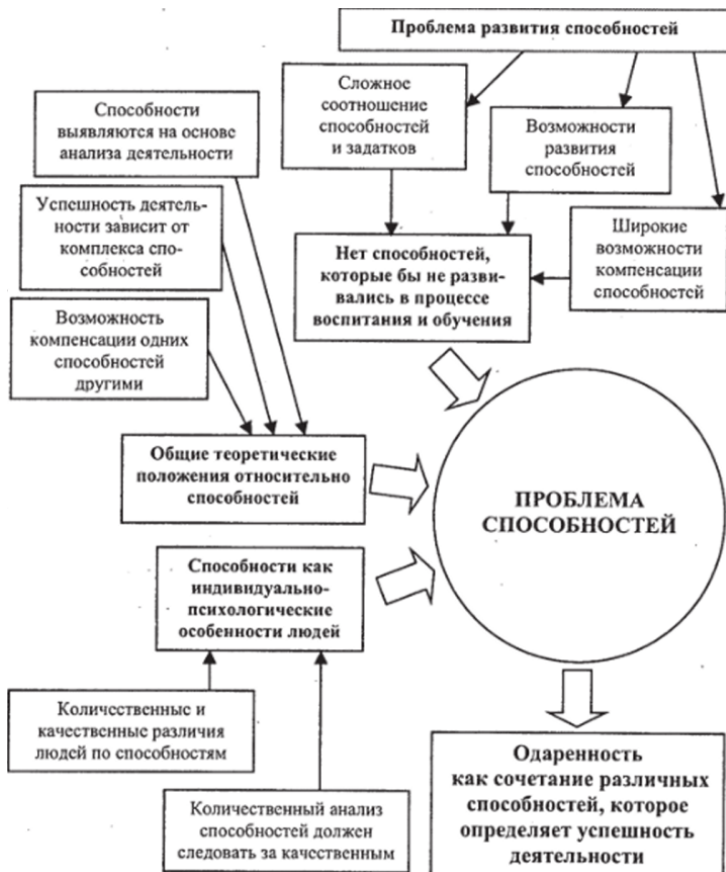 Проблема развития способностей
Сложное
соотношение
способностей
и задатков
Способности
выявляются на основе
анализа деятельности
Возможности
развития
способностей
Успешность деятель-
ности зависит от
комплекса спо-
собностей
Широкие
возможности
компенсации
способностей
Нет способностей,
которые бы не разви-
вались в процессе
воспитания и обучения
Возможность
компенсации одних
способностей
другими
Общие теоретические
положения относительно
способностей
ПРОБЛЕМА
СПОСОБНОСТЕЙ
Способности как
индивидуально-
психологические
особенности людей
Количественные и
качественные различия
людей по способностям
Количественный анализ
способностей должен
следовать за качественным
Одаренность
как сочетание различных
способностей, которое
определяет успешность
деятельности